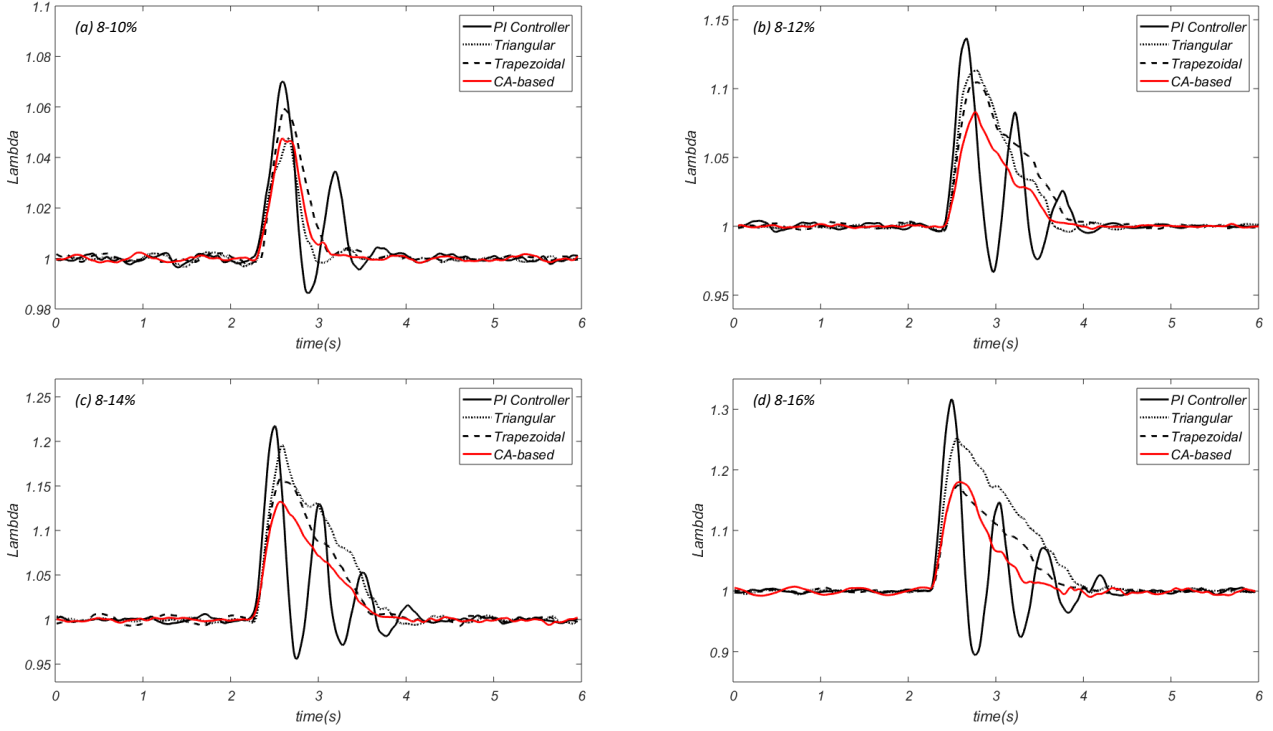 (a) 8-10%
PI Controller
Triangular
Trapezoidal
CA-based
1.1
1.08
1.06
1.04
1.02
1
0.98
Lambda
0 1 2 3 4 5 6
time(s)
(b) 8-12%
PI Controller
Triangular
Trapezoidal
CA-based
1.15
1.1
1.05
1
0.95
Lambda
0 1 2 3 4 5 6
time(s)
(c) 8-14%
PI Controller
Triangular
Trapezoidal
CA-based
1.25
1.2
1.15
1.1
1.05
1
0.95
Lambda
0 1 2 3 4 5 6
time(s)
(d) 8-16%
PI Controller
Triangular
Trapezoidal
CA-based
1.3
1.2
1.1
1
0.9
Lambda
0 1 2 3 4 5 6
time(s)